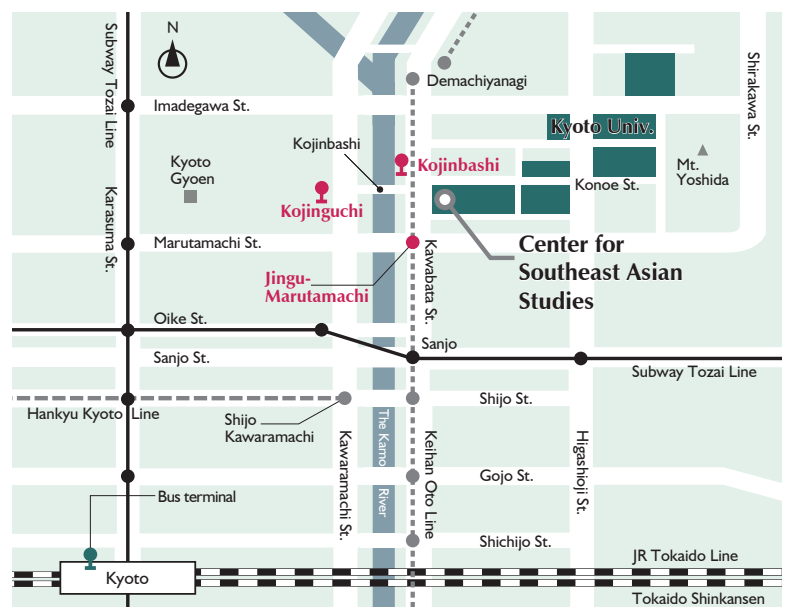 N
Subway Tozai Line
Demachiyanagi
Shirakawa St.
Imadegawa St.
Kyoto Univ.
Kojinbashi
Kojinbashi
Kyoto
Gyoen
Mt.
Yoshida
Konoe St.
Karasuma St.
Kojinguchi
Marutamachi St.
Kawabata St.
Center for
Southeast Asian
Studies
Jingu-
Marutamachi
Oike St.
Sanjo
Sanjo St.
Subway Tozai Line
Hankyu Kyoto Line
Shijo
Kawaramachi
Shijo St.
The Kamo River
Kawaramachi St.
Keihan Oto Line
Higashioji St.
Gojo St.
Bus terminal
Shichijo St.
JR Tokaido Line
Kyoto
Tokaido Shinkansen